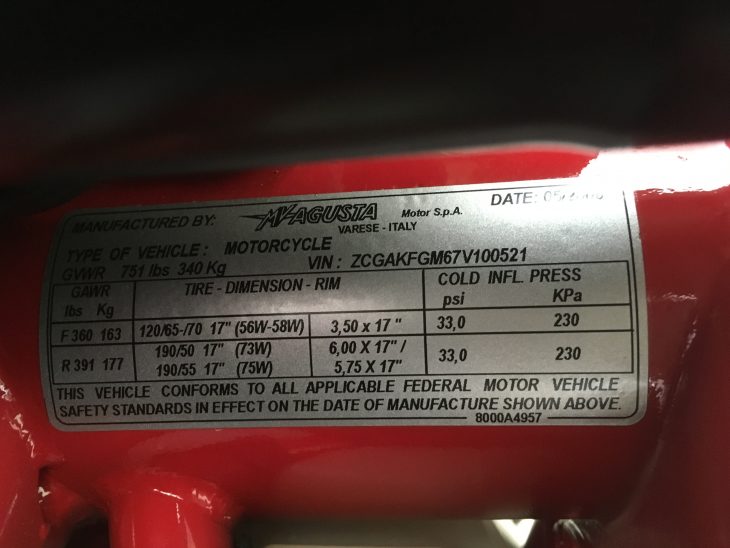 MANUFACTURED BY: MV AGUSTA Motor S.p.A. DATE:
VARESE - ITALY
TYPE OF VEHICLE: MOTORCYCLE
GVWR 751 lbs 340 Kg VIN: ZCGAKFGM67V100521
GAWR TIRE - DIMENSION - RIM COLD INFL. PRESS
lbs Kg psi KPa
F 360 163 120/65-/70 17" (56W-58W) 3,50 x 17" 33,0 230
R 391 177 190/50 17" (73W) 6,00 X 17" / 33,0 230
190/55 17" (75W) 5,75 X 17"
THIS VEHICLE CONFORMS TO ALL APPLICABLE FEDERAL MOTOR VEHICLE
SAFETY STANDARDS IN EFFECT ON THE DATE OF MANUFACTURE SHOWN ABOVE.
8000A4957